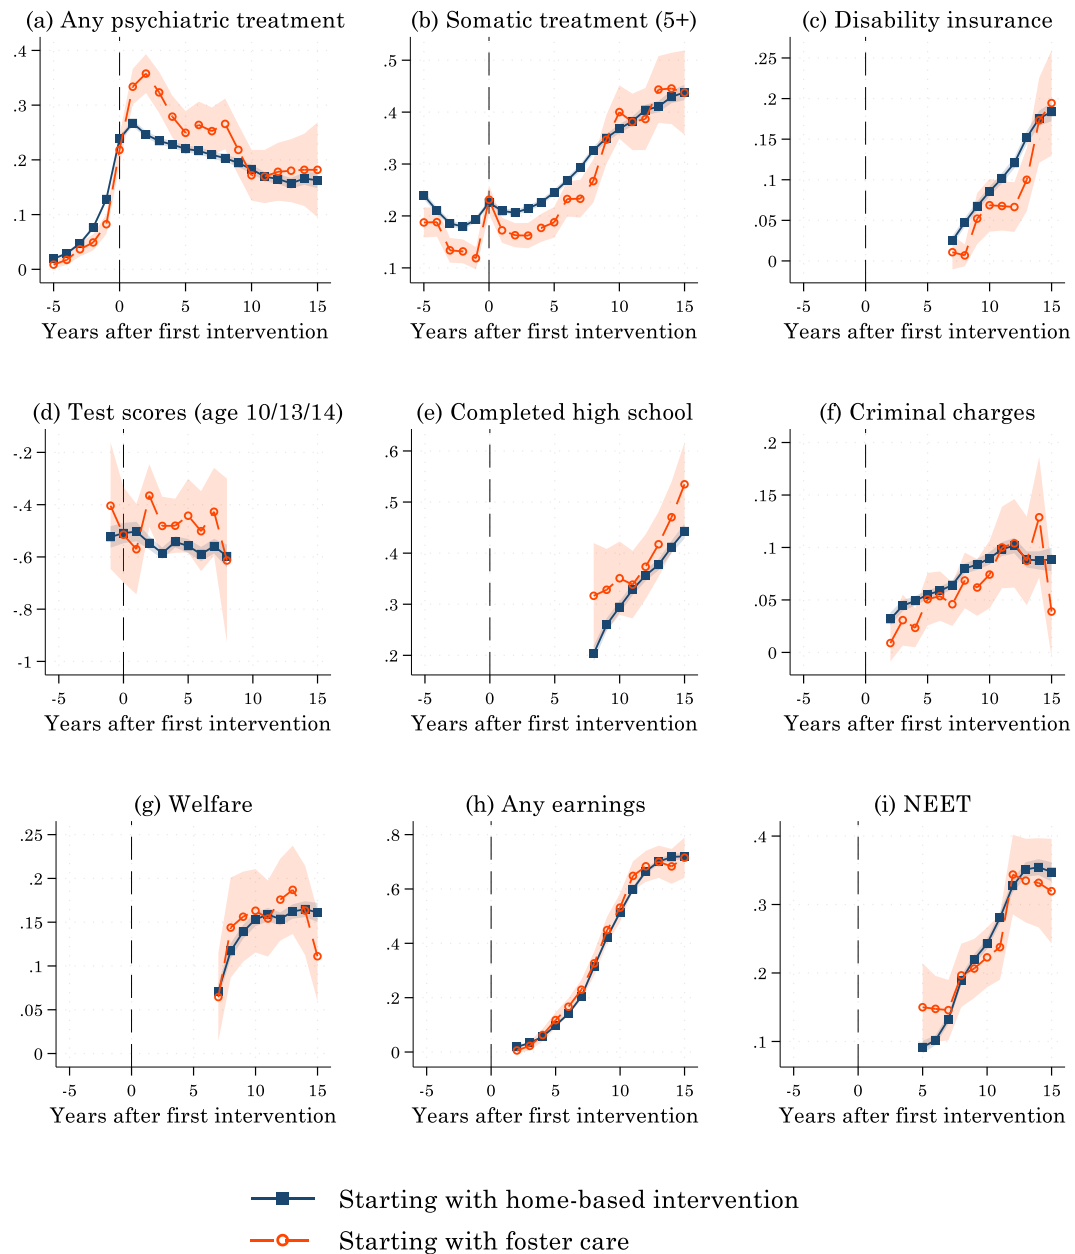 (a) Any psychiatric treatment
.4
.3
.2
.1
0
-5 0 5 10 15
Years after first intervention
(b) Somatic treatment (5+)
.5
.4
.3
.2
.1
-5 0 5 10 15
Years after first intervention
(c) Disability insurance
.25
.2
.15
.1
.05
0
-5 0 5 10 15
Years after first intervention
(d) Test scores (age 10/13/14)
-.2
-.4
-.6
-.8
-1
-5 0 5 10 15
Years after first intervention
(e) Completed high school
.6
.5
.4
.3
.2
-5 0 5 10 15
Years after first intervention
(f) Criminal charges
.2
.15
.1
.05
0
-5 0 5 10 15
Years after first intervention
(g) Welfare
.25
.2
.15
.1
.05
0
-5 0 5 10 15
Years after first intervention
(h) Any earnings
.8
.6
.4
.2
0
-5 0 5 10 15
Years after first intervention
(i) NEET
.4
.3
.2
.1
-5 0 5 10 15
Years after first intervention
Starting with home-based intervention
Starting with foster care